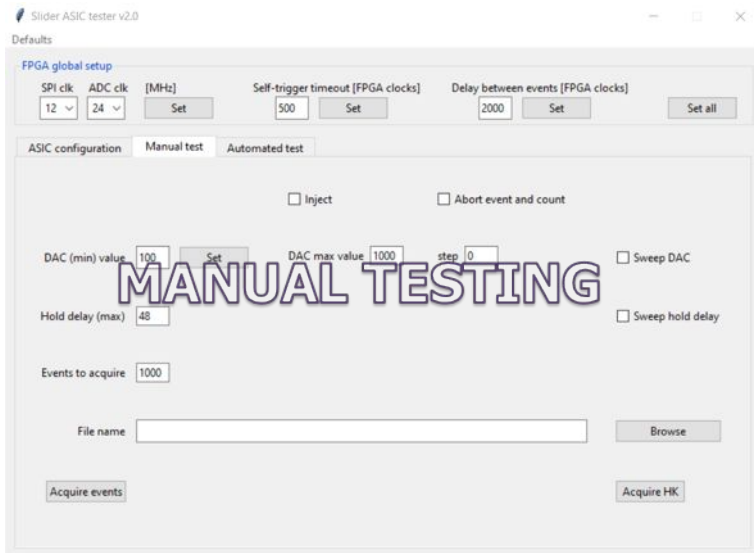 Slider ASIC tester v2.0
Defaults
FPGA global setup
SPI clk ADC clk [MHz] Self-trigger timeout [FPGA clocks] Delay between events [FPGA clocks]
12 24 Set 500 Set 2000 Set Set all
ASIC configuration Manual test Automated test
Inject Abort event and count
DAC (min) value 100 Set DAC max value 1000 step 0 Sweep DAC
MANUAL TESTING
Hold delay (max) 48 Sweep hold delay
Events to acquire 1000
File name Browse
Acquire events Acquire HK